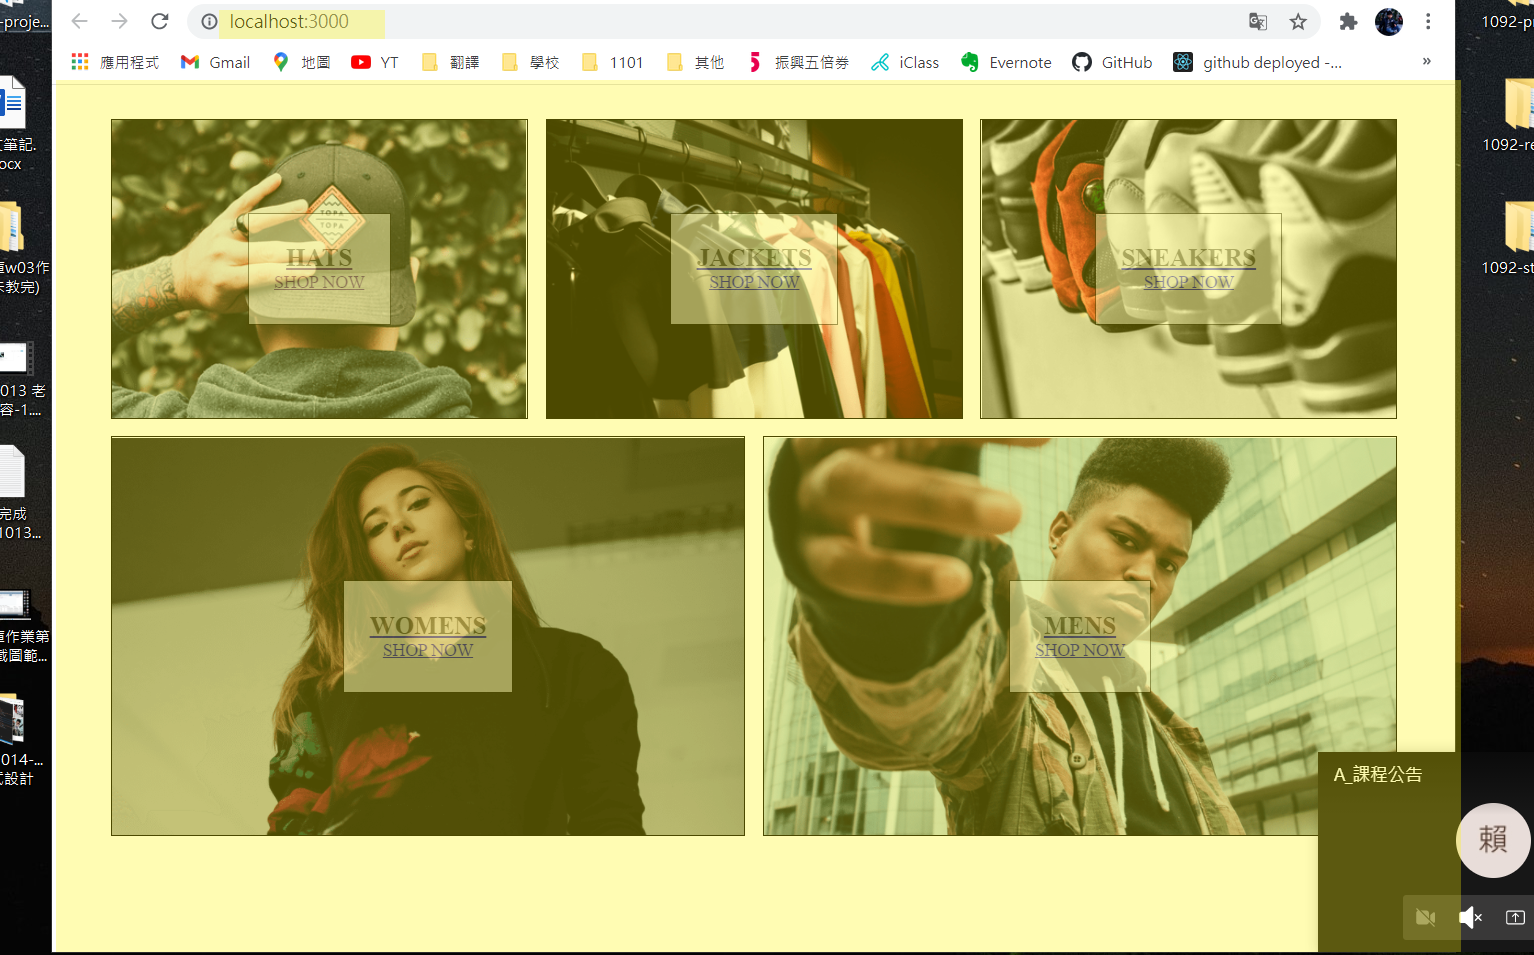 localhost:3000
應用程式 Gmail 地圖 YT 翻譯 學校 1101 其他 振興五倍券 iClass Evernote GitHub github deployed -... »
-proje...
筆記.
ocx
w03作
教完)
013 老
容-1....
完成
1013...
作業第
截圖範...
014-...
設計
1092-p
1092-re
1092-st
TOPA
TOPA
HATS
SHOP NOW
JACKETS
SHOP NOW
SNEAKERS
SHOP NOW
WOMENS
SHOP NOW
MENS
SHOP NOW
A_課程公告
賴